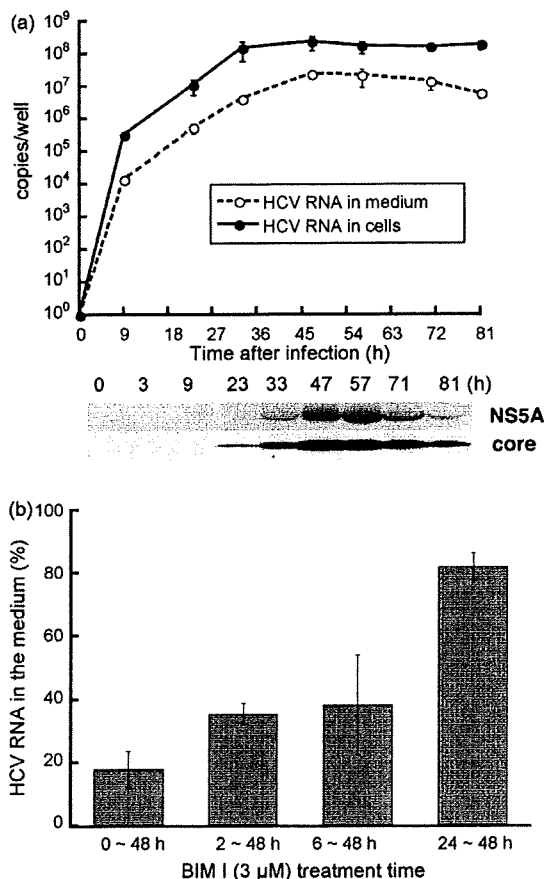 (a)
10⁹
10⁸
10⁷
10⁶
10⁵
10⁴
10³
10²
10¹
10⁰
copies/well
HCV RNA in medium
HCV RNA in cells
0 9 18 27 36 45 54 63 72 81
Time after infection (h)
0 3 9 23 33 47 57 71 81 (h)
NS5A
core
(b)
100
80
60
40
20
0
HCV RNA in the medium (%)
0 ~ 48 h 2 ~ 48 h 6 ~ 48 h 24 ~ 48 h
BIM I (3 µM) treatment time